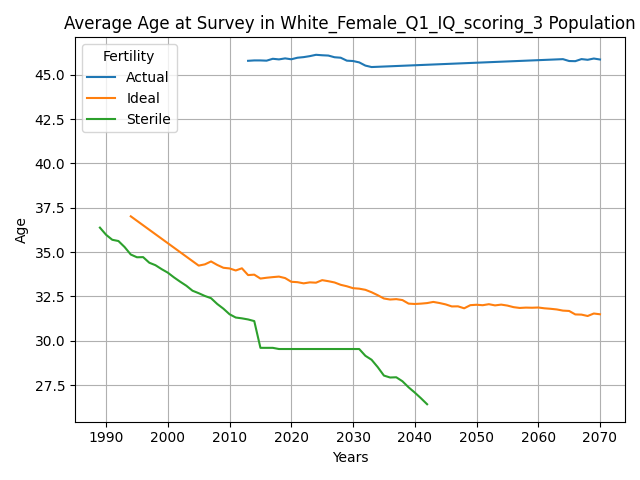 Average Age at Survey in White_Female_Q1_IQ_scoring_3 Population
Fertility
Actual
Ideal
Sterile
Age
45.0
42.5
40.0
37.5
35.0
32.5
30.0
27.5
1990 2000 2010 2020 2030 2040 2050 2060 2070
Years